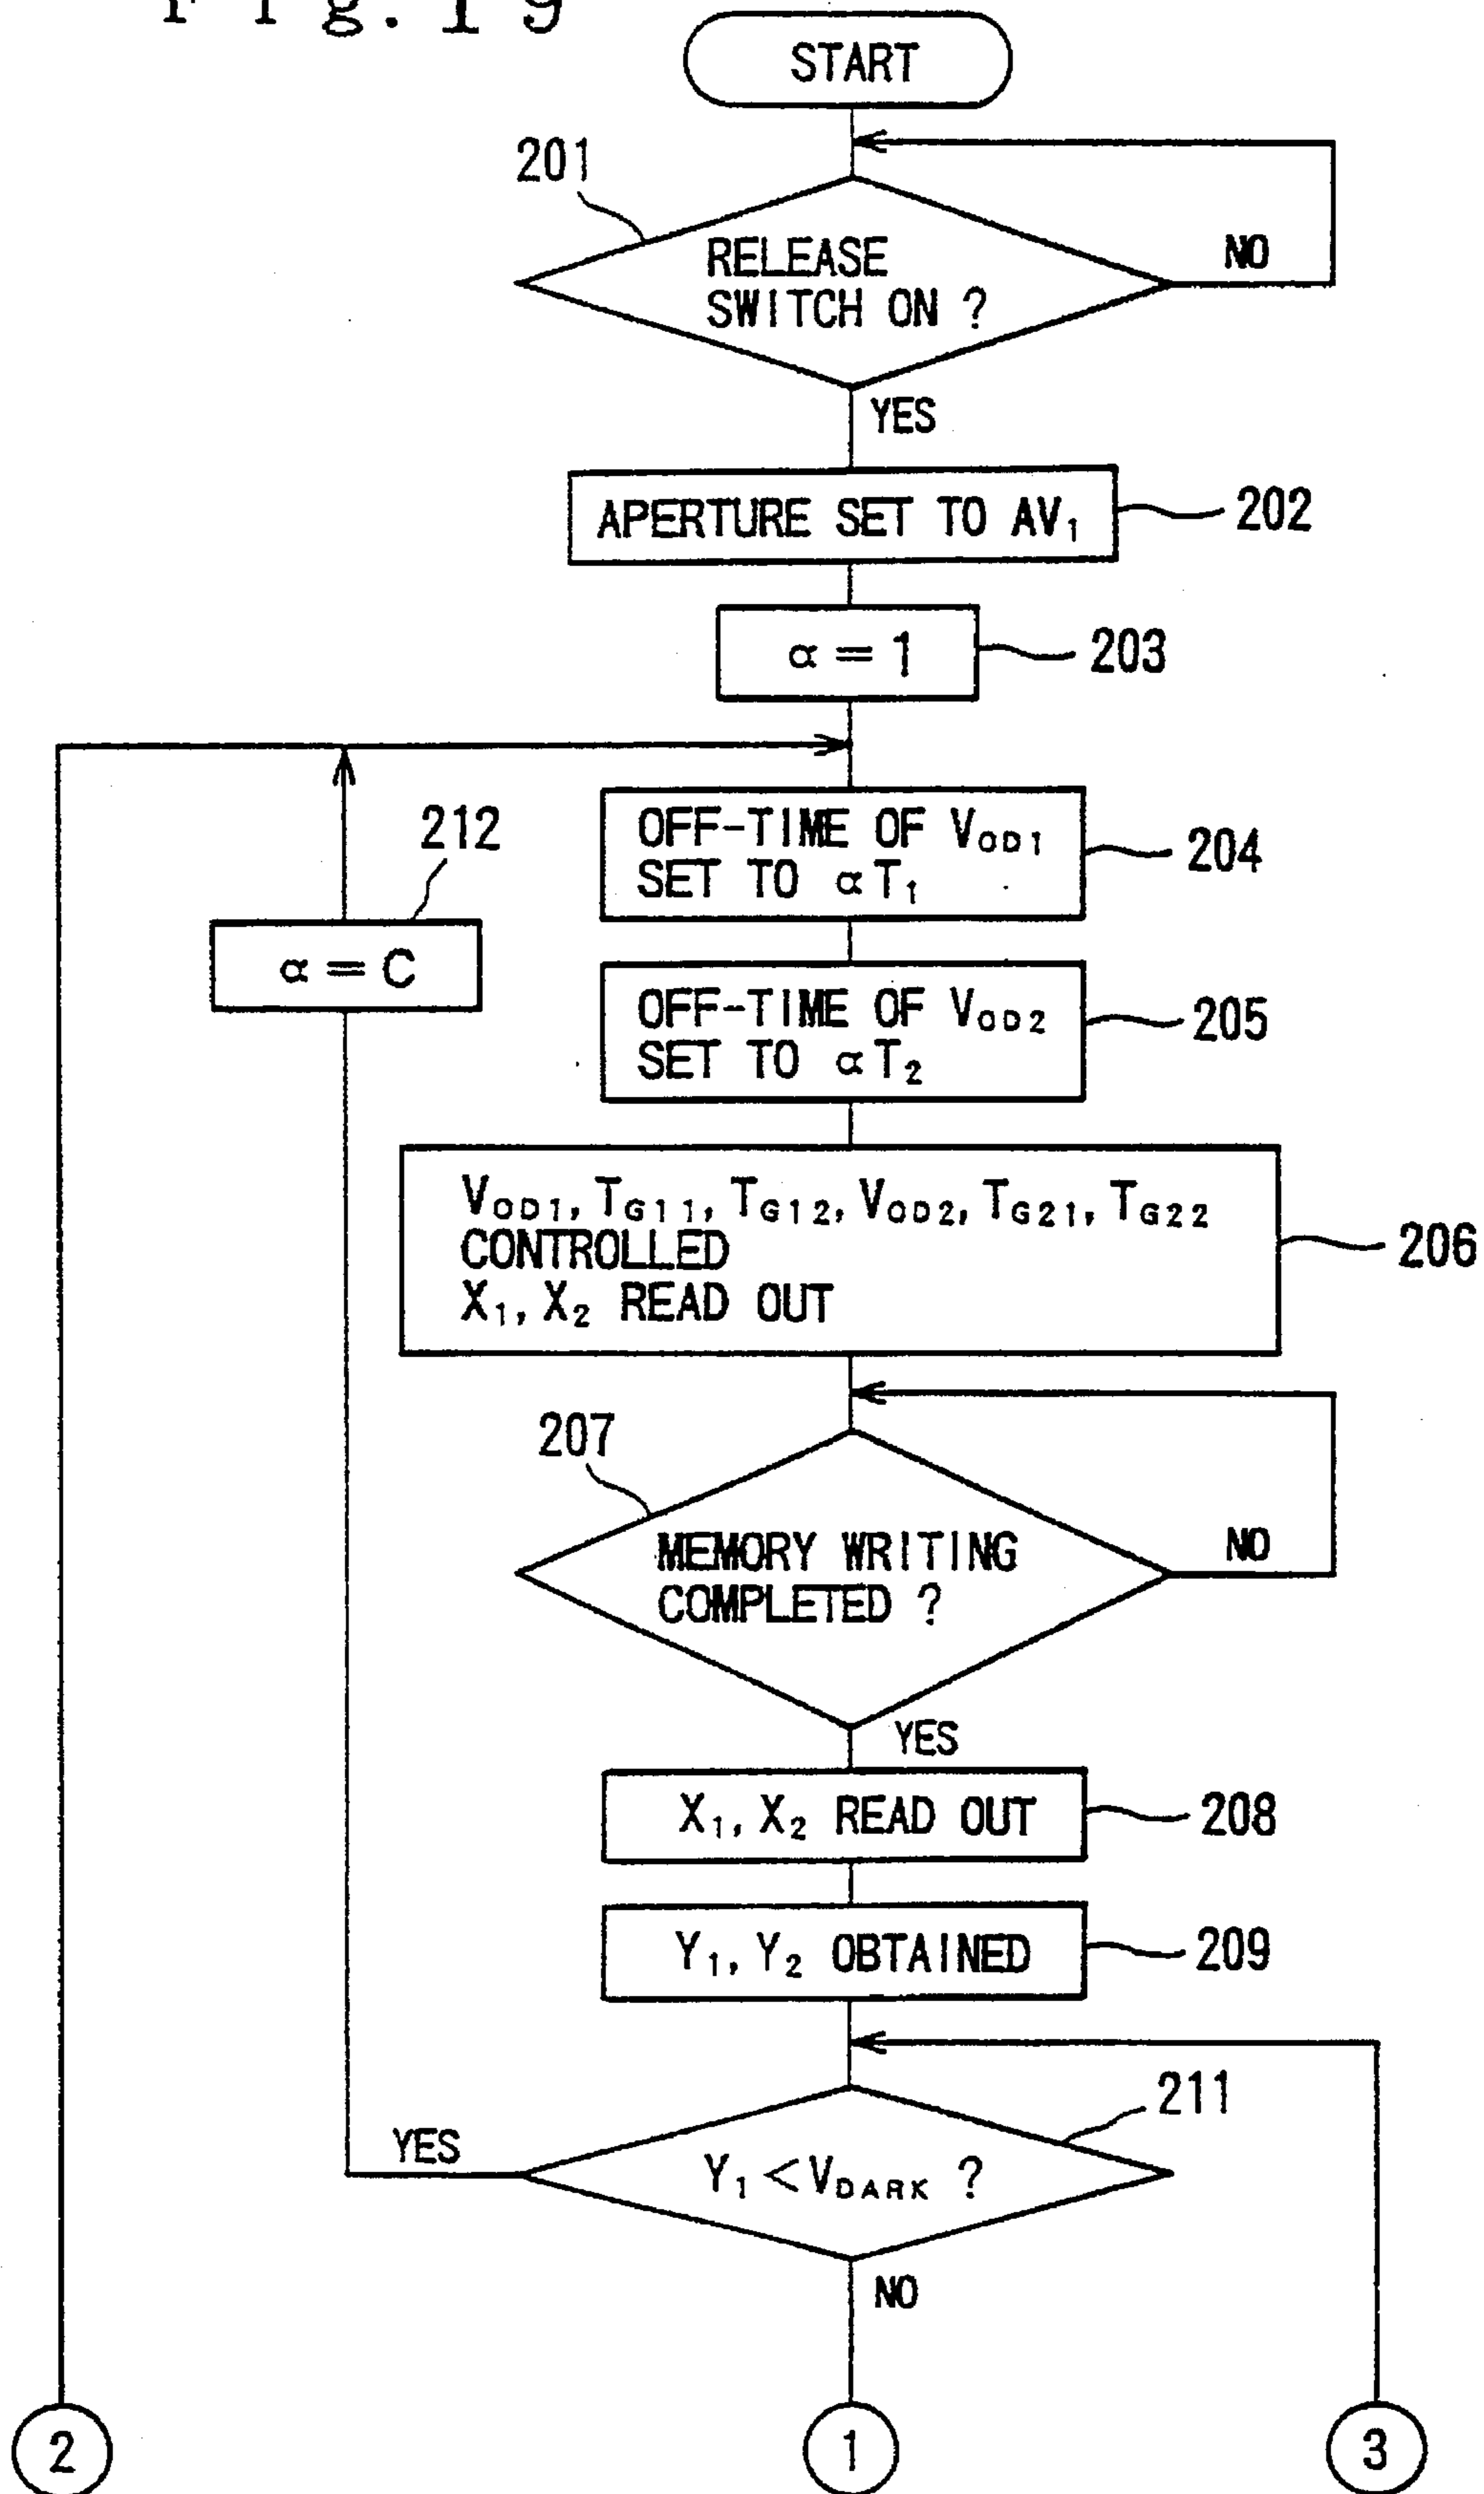 Fig. 19
START
201
RELEASE
SWITCH ON ?
NO
YES
APERTURE SET TO AV₁
202
α = 1
203
212
α = C
OFF-TIME OF V_OD1
SET TO αT₁
204
OFF-TIME OF V_OD2
SET TO αT₂
205
V_OD1, T_G11, T_G12, V_OD2, T_G21, T_G22
CONTROLLED
X₁, X₂ READ OUT
206
207
MEMORY WRITING
COMPLETED ?
NO
YES
X₁, X₂ READ OUT
208
Y₁, Y₂ OBTAINED
209
211
YES
Y₁ < V_DARK ?
NO
2
1
3